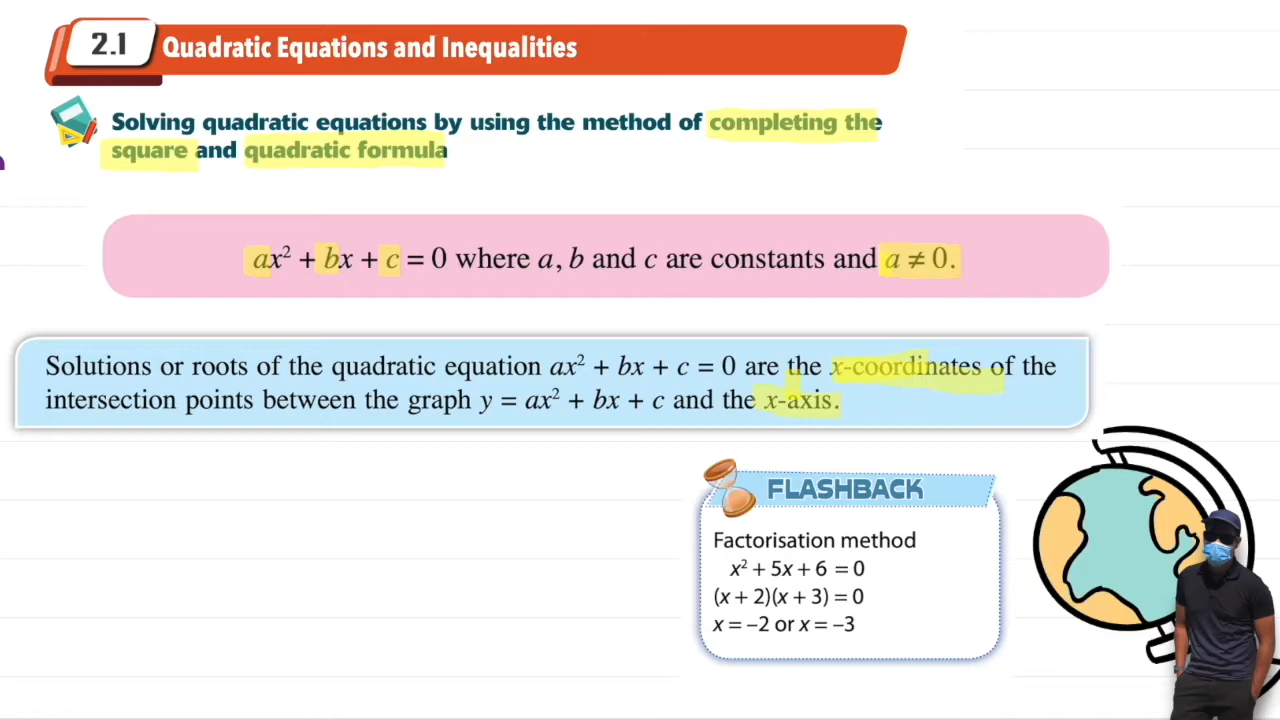 2.1 Quadratic Equations and Inequalities
Solving quadratic equations by using the method of completing the
square and quadratic formula
ax² + bx + c = 0 where a, b and c are constants and a ≠ 0.
Solutions or roots of the quadratic equation ax² + bx + c = 0 are the x-coordinates of the
intersection points between the graph y = ax² + bx + c and the x-axis.
FLASHBACK
Factorisation method
x² + 5x + 6 = 0
(x + 2)(x + 3) = 0
x = –2 or x = –3